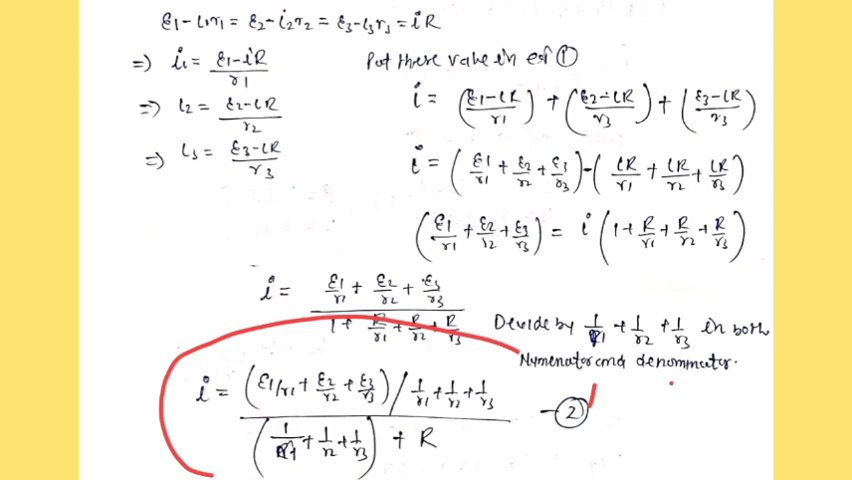 ε1-i1r1 = ε2-i2r2 = ε3-i3r3 = iR
=) i1 = (ε1-iR)/r1
=) i2 = (ε2-iR)/r2
=) i3 = (ε3-iR)/r3
Put these value in eqn ①
i = ((ε1-iR)/r1) + ((ε2-iR)/r3) + ((ε3-iR)/r3)
i = (ε1/r1 + ε2/r2 + ε3/r3) - (iR/r1 + iR/r2 + iR/r3)
(ε1/r1 + ε2/r2 + ε3/r3) = i (1 + R/r1 + R/r2 + R/r3)
i = (ε1/r1 + ε2/r2 + ε3/r3)/(1 + R/r1 + R/r2 + R/r3)
Devide by 1/r1 + 1/r2 + 1/r3 in both
Numenator and denommator.
i = ((ε1/r1 + ε2/r2 + ε3/r3) / 1/r1 + 1/r2 + 1/r3)/((1/r1 + 1/r2 + 1/r3) + R) - ②